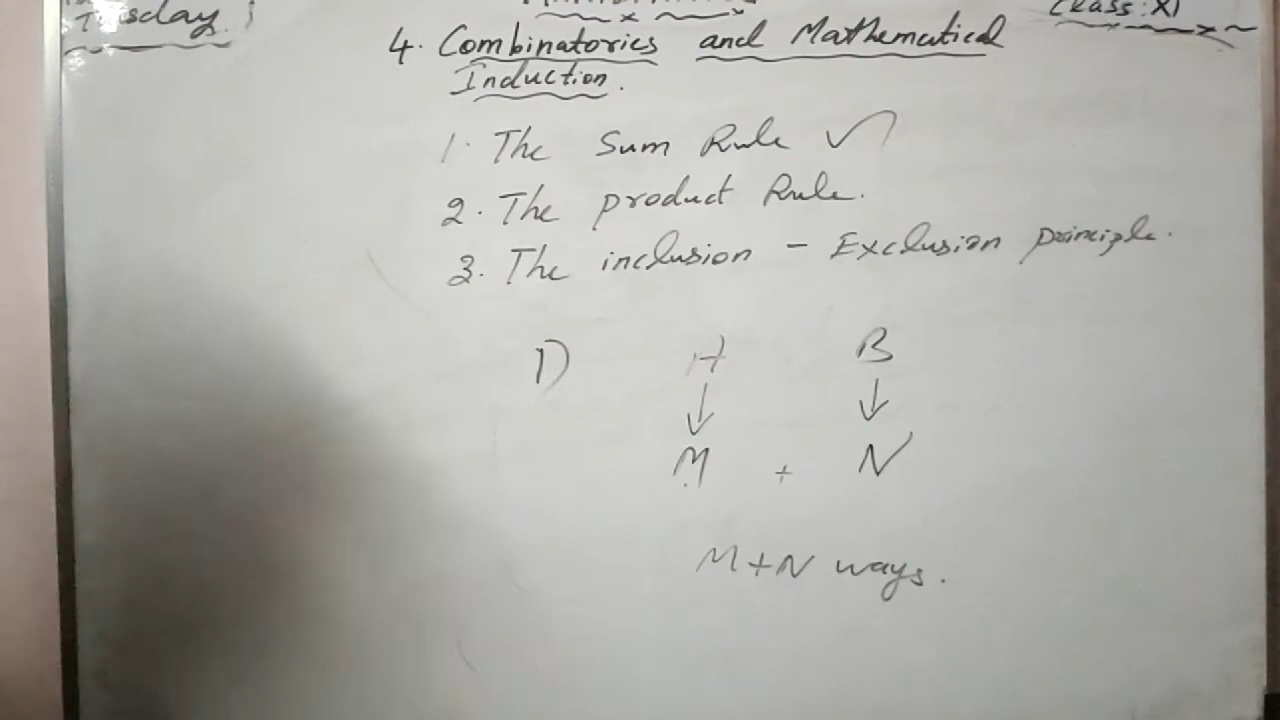 Tusday
Class: XI
4. Combinatorics and Mathematical
Induction.
1. The Sum Rule
2. The product Rule.
3. The inclusion - Exclusion principle.
1) H B
↓ ↓
M + N
M+N ways.